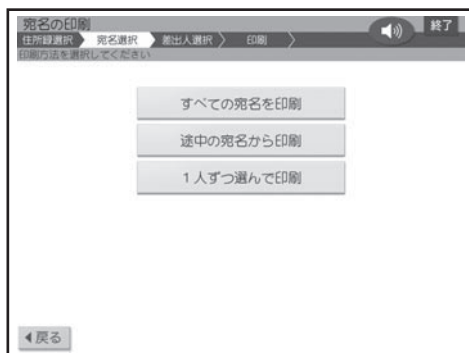 宛名の印刷
終了
住所録選択 宛名選択 差出人選択 印刷
印刷方法を選択してください
すべての宛名を印刷
途中の宛名から印刷
1人ずつ選んで印刷
戻る